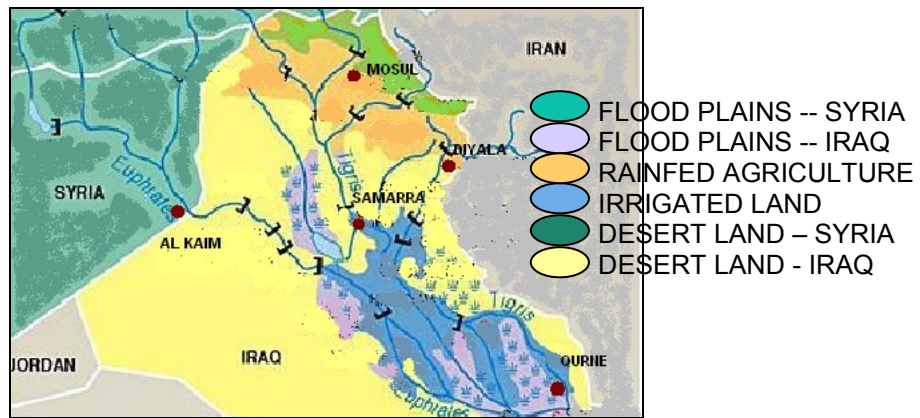 IRAN
MOSUL
FLOOD PLAINS -- SYRIA
FLOOD PLAINS -- IRAQ
RAINFED AGRICULTURE
IRRIGATED LAND
DESERT LAND – SYRIA
DESERT LAND - IRAQ
DIYALA
Tigris
Euphrates
SYRIA
SAMARRA
AL KAIM
Tigris
IRAQ
JORDAN
QURNE
Euphrates